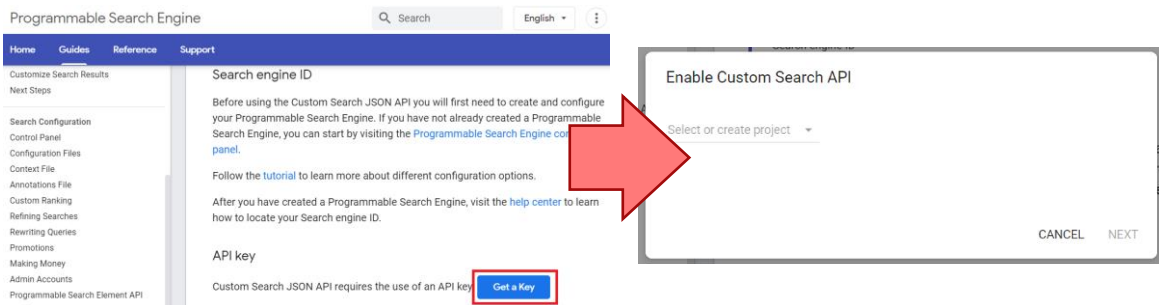 Programmable Search Engine
Search
English
Home Guides Reference Support
Customize Search Results
Next Steps
Search Configuration
Control Panel
Configuration Files
Context File
Annotations File
Custom Ranking
Refining Searches
Rewriting Queries
Promotions
Making Money
Admin Accounts
Programmable Search Element API
Search engine ID
Before using the Custom Search JSON API you will first need to create and configure
your Programmable Search Engine. If you have not already created a Programmable
Search Engine, you can start by visiting the Programmable Search Engine
panel.
Follow the tutorial to learn more about different configuration options.
After you have created a Programmable Search Engine, visit the help center to learn
how to locate your Search engine ID.
API key
Custom Search JSON API requires the use of an API key
Get a Key
Enable Custom Search API
Select or create project
CANCEL NEXT